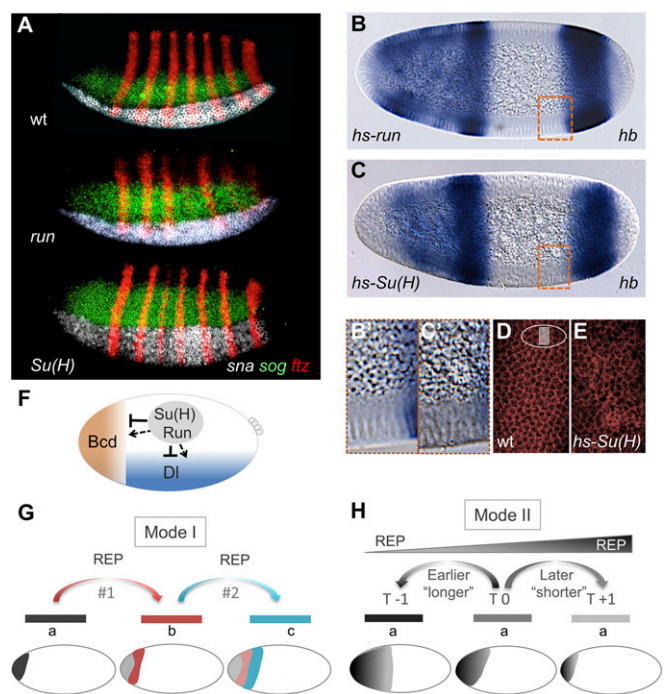 A
wt
run
Su(H)
sna sog ftz
B
hs-run
hb
C
hs-Su(H)
hb
B'
C'
D
wt
E
hs-Su(H)
F
Su(H)
Run
Bcd
Dl
G
Mode I
REP
REP
#1
#2
a
b
c
H
Mode II
REP
REP
Earlier
"longer"
Later
"shorter"
T -1
T 0
T +1
a
a
a